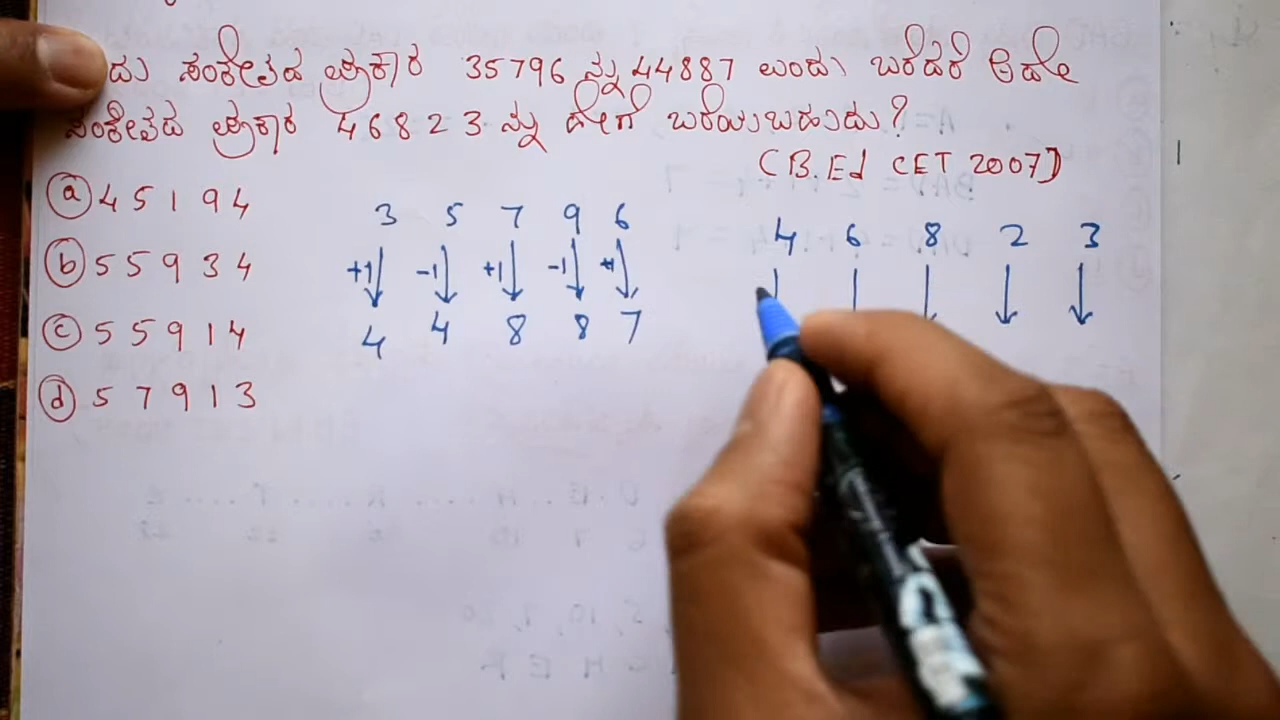 ದು ಸಂಕೇತದ ಪ್ರಕಾರ 35796 ನ್ನು 44887 ಎಂದು ಬರೆದರೆ ಅದೇ
ಸಂಕೇತದ ಪ್ರಕಾರ 46823 ನ್ನು ಹೇಗೆ ಬರೆಯಬಹುದು?
(B.Ed CET 2007)
ⓐ 45194
ⓑ 55934
ⓒ 55914
ⓓ 57913
3 5 7 9 6
+1 -1 +1 -1 +1
4 4 8 8 7
4 6 8 2 3